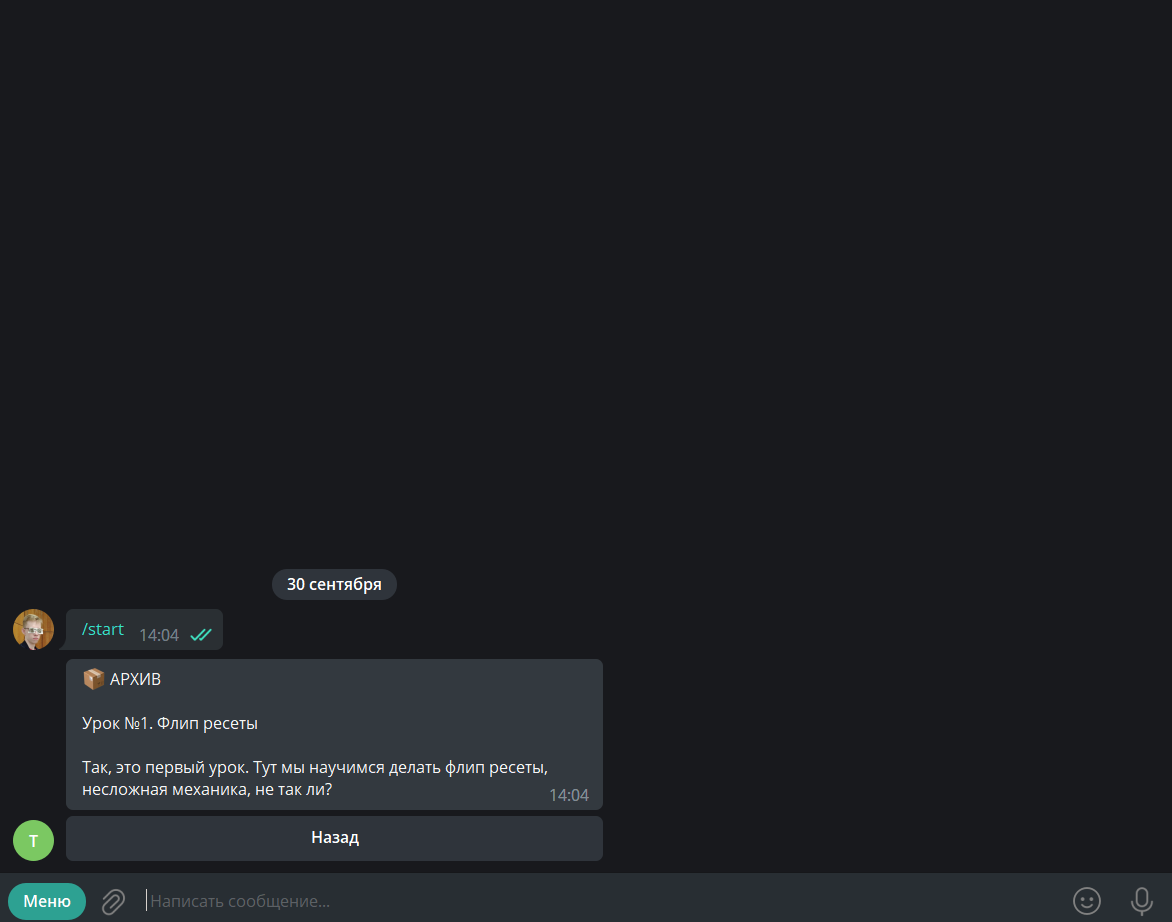 30 сентября
/start 14:04
📦 АРХИВ
Урок №1. Флип ресеты
Так, это первый урок. Тут мы научимся делать флип ресеты,
несложная механика, не так ли?
14:04
Т
Назад
Меню
Написать сообщение...